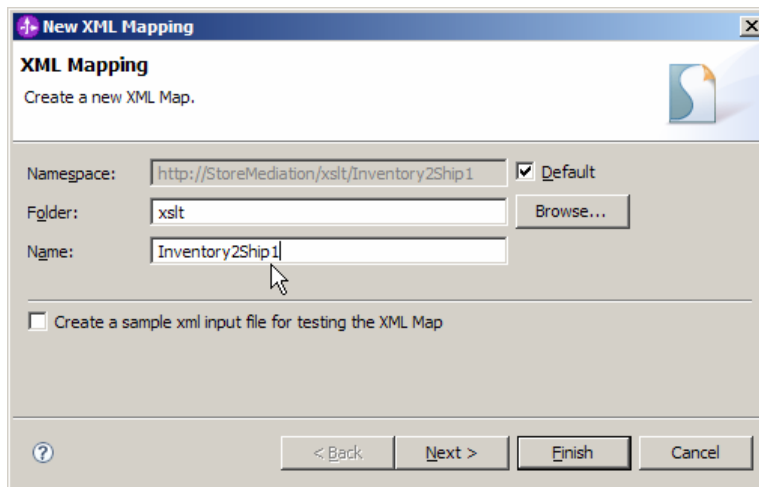 New XML Mapping
XML Mapping
Create a new XML Map.
Namespace: http://StoreMediation/xslt/Inventory2Ship1 Default
Folder: xslt Browse...
Name: Inventory2Ship1
Create a sample xml input file for testing the XML Map
? < Back Next > Finish Cancel